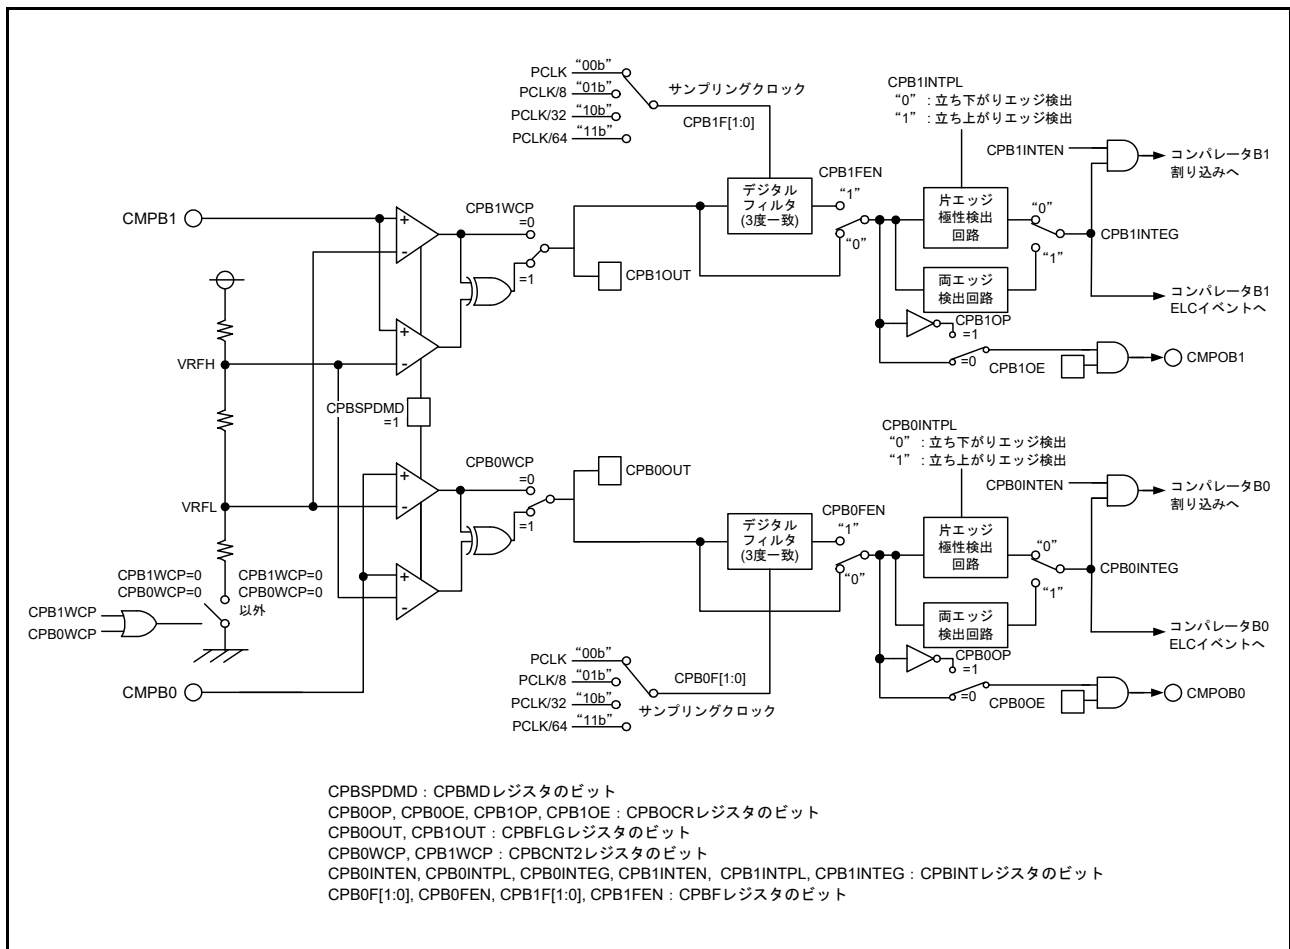 PCLK “00b”
PCLK/8 “01b”
PCLK/32 “10b”
PCLK/64 “11b”
サンプリングクロック
CPB1F[1:0]
CPB1INTPL
“0” : 立ち下がりエッジ検出
“1” : 立ち上がりエッジ検出
CPB1INTEN
コンパレータB1
割り込みへ
CMPB1
CPB1WCP
=0
=1
CPB1OUT
デジタル
フィルタ
(3度一致)
CPB1FEN
“1”
“0”
片エッジ
極性検出
回路
“0”
“1”
CPB1INTEG
両エッジ
検出回路
コンパレータB1
ELCイベントへ
CPB1OP
=1
=0
CPB1OE
CMPOB1
+
-
+
-
VRFH
CPBSPDMD
=1
VRFL
+
-
+
-
CPB0WCP
=0
=1
CPB0OUT
CPB0INTPL
“0” : 立ち下がりエッジ検出
“1” : 立ち上がりエッジ検出
CPB0INTEN
コンパレータB0
割り込みへ
デジタル
フィルタ
(3度一致)
CPB0FEN
“1”
“0”
片エッジ
極性検出
回路
“0”
“1”
CPB0INTEG
両エッジ
検出回路
コンパレータB0
ELCイベントへ
CPB0OP
=1
=0
CPB0OE
CMPOB0
CPB1WCP=0
CPB0WCP=0
CPB1WCP=0
CPB0WCP=0
以外
CPB1WCP
CPB0WCP
CMPB0
PCLK “00b”
PCLK/8 “01b”
PCLK/32 “10b”
PCLK/64 “11b”
CPB0F[1:0]
サンプリングクロック
CPBSPDMD : CPBMDレジスタのビット
CPB0OP, CPB0OE, CPB1OP, CPB1OE : CPBOCRレジスタのビット
CPB0OUT, CPB1OUT : CPBFLGレジスタのビット
CPB0WCP, CPB1WCP : CPBCNT2レジスタのビット
CPB0INTEN, CPB0INTPL, CPB0INTEG, CPB1INTEN, CPB1INTPL, CPB1INTEG : CPBINTレジスタのビット
CPB0F[1:0], CPB0FEN, CPB1F[1:0], CPB1FEN : CPBFレジスタのビット